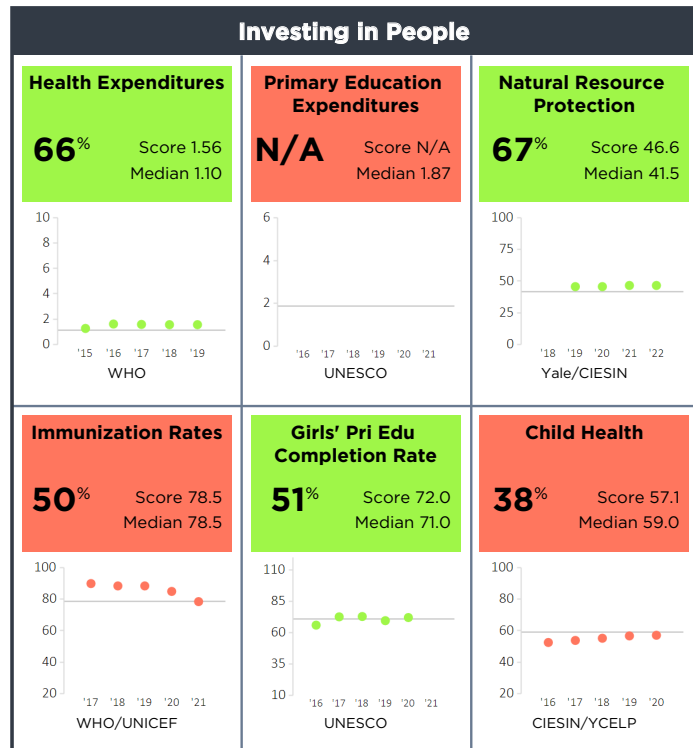 Investing in People
Health Expenditures
66%
Score 1.56
Median 1.10
10
8
6
4
2
0
'15 '16 '17 '18 '19
WHO
Primary Education
Expenditures
N/A
Score N/A
Median 1.87
6
4
2
0
'16 '17 '18 '19 '20 '21
UNESCO
Natural Resource
Protection
67%
Score 46.6
Median 41.5
100
75
50
25
0
'18 '19 '20 '21 '22
Yale/CIESIN
Immunization Rates
50%
Score 78.5
Median 78.5
100
80
60
40
20
'17 '18 '19 '20 '21
WHO/UNICEF
Girls' Pri Edu
Completion Rate
51%
Score 72.0
Median 71.0
110
85
60
35
10
'16 '17 '18 '19 '20 '21
UNESCO
Child Health
38%
Score 57.1
Median 59.0
100
80
60
40
20
'16 '17 '18 '19 '20
CIESIN/YCELP